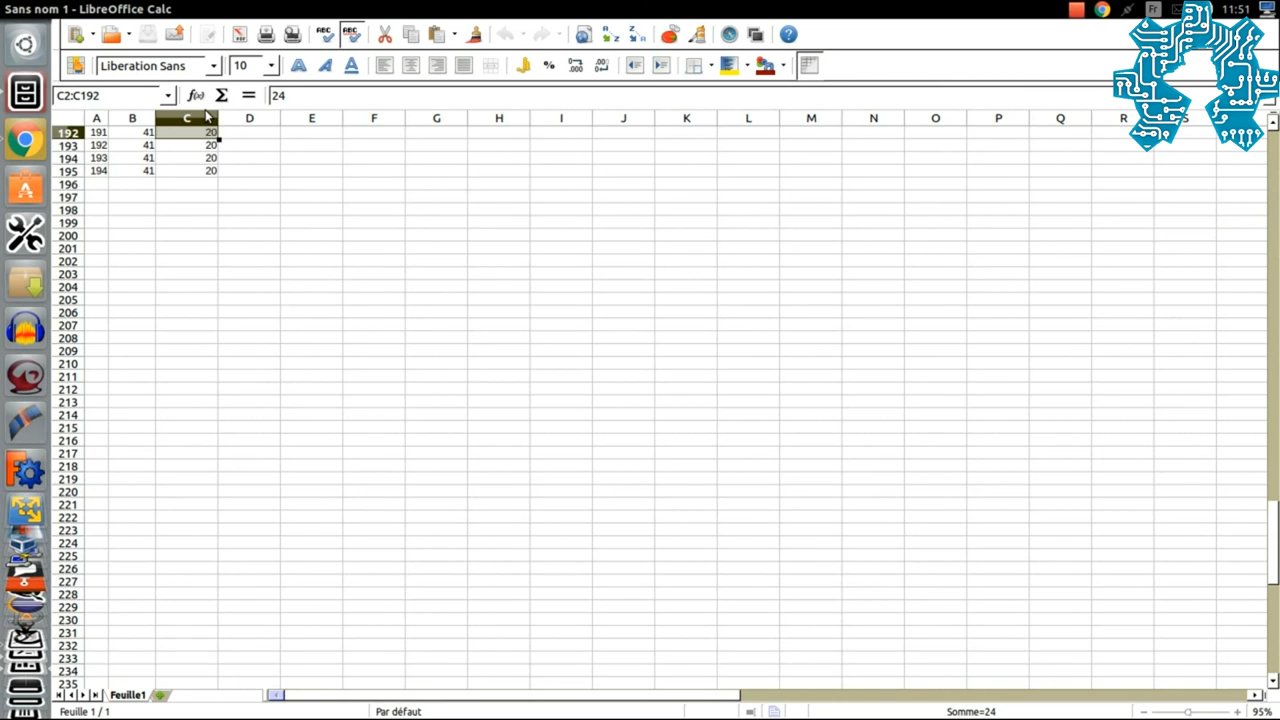 Sans nom 1 - LibreOffice Calc
Fr
11:51
ABC
ABC
Liberation Sans
10
%
C2:C192
f(x) Σ =
24
A B C D E F G H I J K L M N O P Q R S
192 191 41 20
193 192 41 20
194 193 41 20
195 194 41 20
196
197
198
199
200
201
202
203
204
205
206
207
208
209
210
211
212
213
214
215
216
217
218
219
220
221
222
223
224
225
226
227
228
229
230
231
232
233
234
235
Feuille1
Feuille 1 / 1
Par défaut
Somme=24
95%